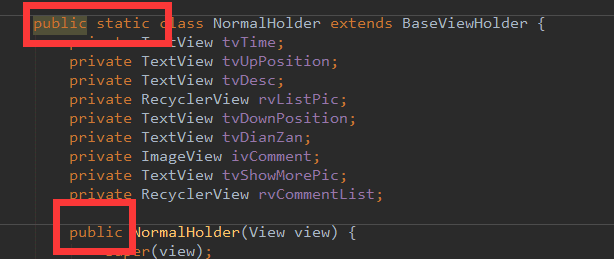 public static class NormalHolder extends BaseViewHolder {
private TextView tvTime;
private TextView tvUpPosition;
private TextView tvDesc;
private RecyclerView rvListPic;
private TextView tvDownPosition;
private TextView tvDianZan;
private ImageView ivComment;
private TextView tvShowMorePic;
private RecyclerView rvCommentList;
public NormalHolder(View view) {
super(view);